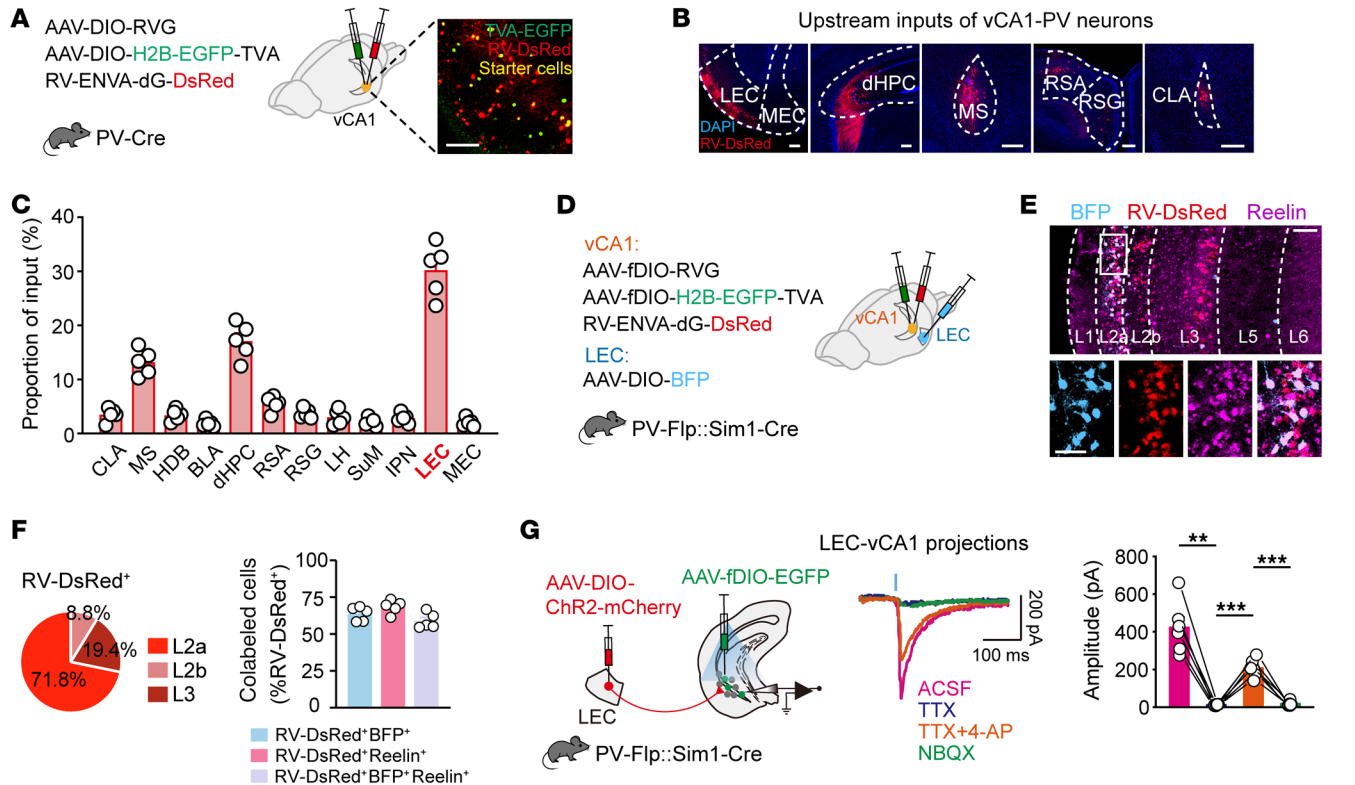 A
AAV-DIO-RVG
AAV-DIO-H2B-EGFP-TVA
RV-ENVA-dG-DsRed
PV-Cre
vCA1
TVA-EGFP
RV-DsRed
Starter cells
B
Upstream inputs of vCA1-PV neurons
LEC
MEC
DAPI
RV-DsRed
dHPC
MS
RSA
RSG
CLA
C
Proportion of input (%)
40
30
20
10
0
CLA
MS
HDB
BLA
dHPC
RSA
RSG
LH
SuM
IPN
LEC
MEC
D
vCA1:
AAV-fDIO-RVG
AAV-fDIO-H2B-EGFP-TVA
RV-ENVA-dG-DsRed
LEC:
AAV-DIO-BFP
PV-Flp::Sim1-Cre
vCA1
LEC
E
BFP RV-DsRed Reelin
L1 L2a L2b L3 L5 L6
F
RV-DsRed⁺
8.8%
19.4%
71.8%
L2a
L2b
L3
Colabeled cells
(%RV-DsRed⁺)
100
75
50
25
0
RV-DsRed⁺BFP⁺
RV-DsRed⁺Reelin⁺
RV-DsRed⁺BFP⁺Reelin⁺
G
LEC-vCA1 projections
AAV-DIO-
ChR2-mCherry
AAV-fDIO-EGFP
LEC
PV-Flp::Sim1-Cre
200 pA
100 ms
ACSF
TTX
TTX+4-AP
NBQX
Amplitude (pA)
800
600
400
200
0
**
***
***